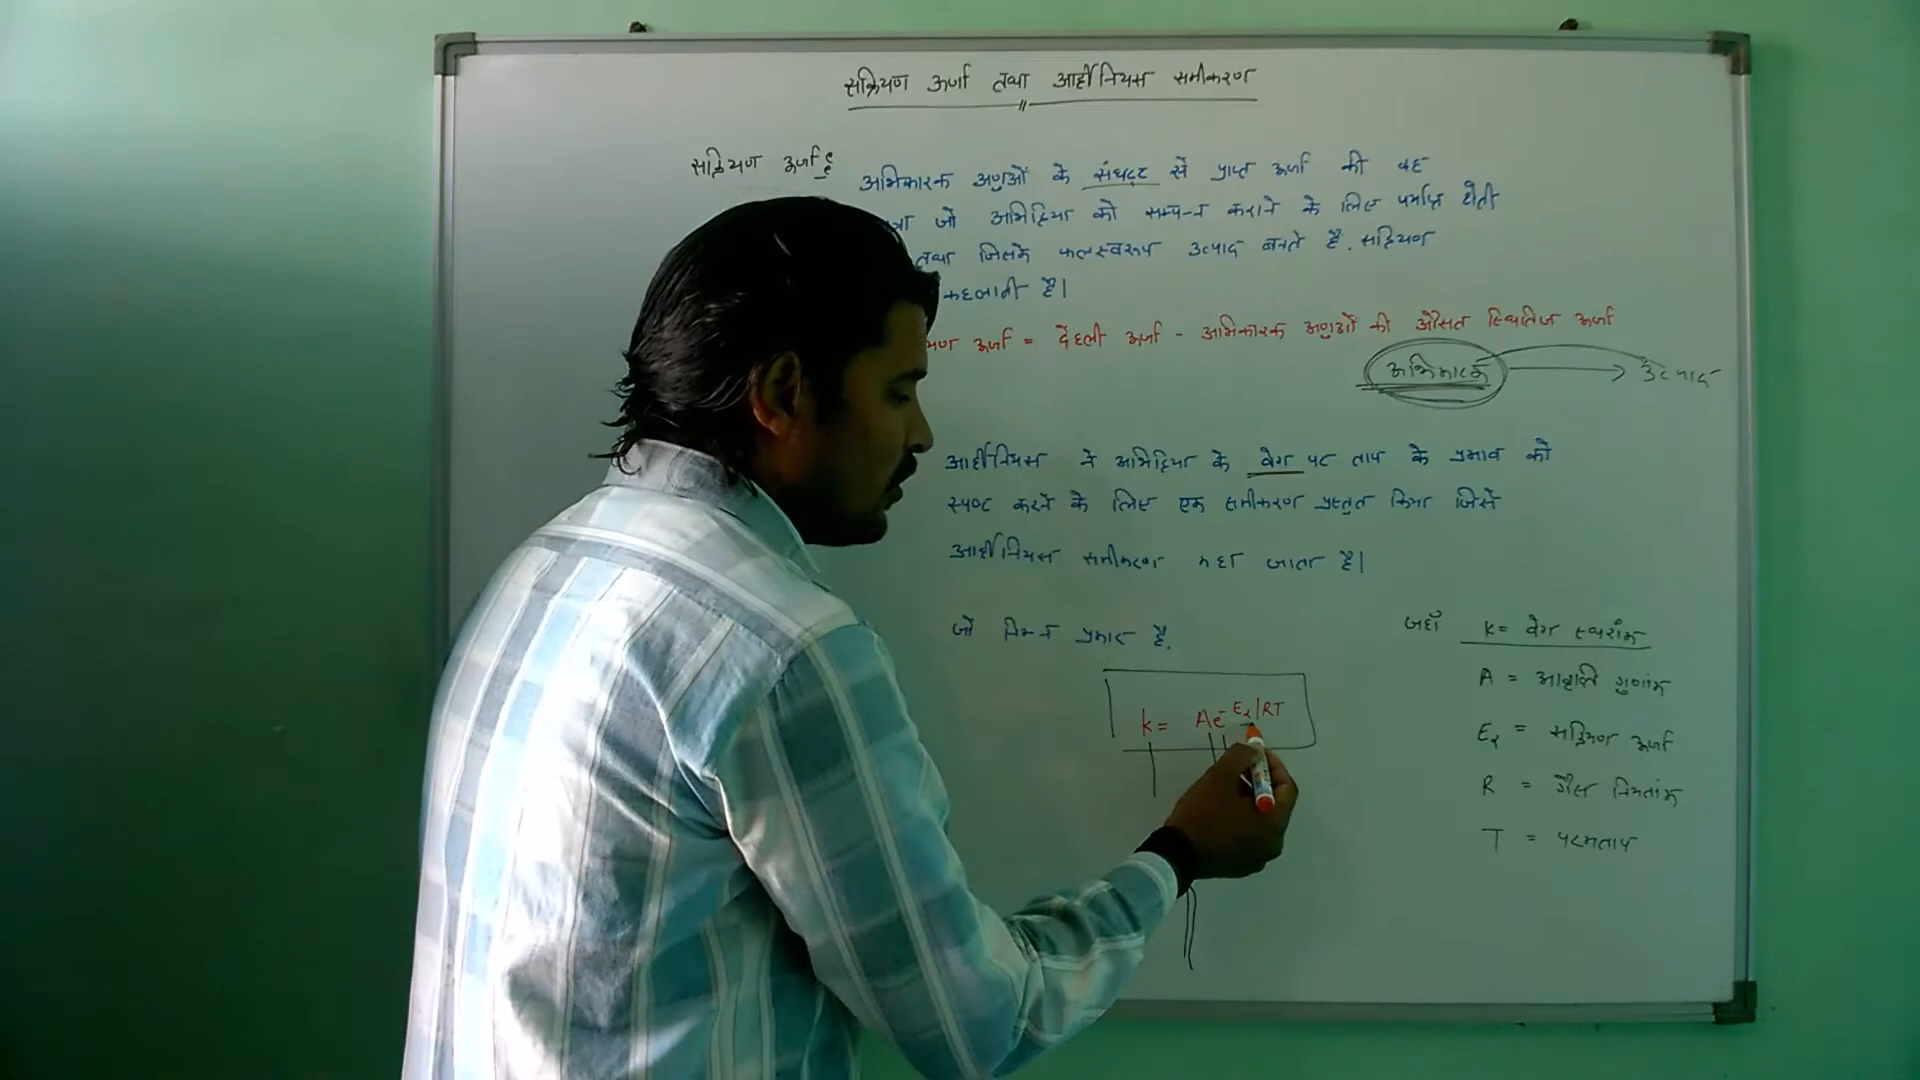 सक्रियण ऊर्जा तथा आर्हीनियस समीकरण
सक्रियण ऊर्जा
अभिकारक अणुओं के संघट्ट से प्राप्त ऊर्जा की वह
जो अभिक्रिया को सम्पन्न कराने के लिए पर्याप्त होती
तथा जिसके फलस्वरूप उत्पाद बनते है. सक्रियण
कहलाती है।
ऊर्जा = देहली ऊर्जा - अभिकारक अणुओं की औसत स्थितिज ऊर्जा
अभिकारक → उत्पाद
आर्हीनियस ने अभिक्रिया के वेग पर ताप के प्रभाव को
स्पष्ट करने के लिए एक समीकरण प्रस्तुत किया जिसे
आर्हीनियस समीकरण कहा जाता है।
जो निम्न प्रकार है.
k = Ae^-Ea/RT
जहाँ K = वेग स्थरांक
A = आवृत्ति गुणांक
Ea = सक्रियण ऊर्जा
R = गैस नियतांक
T = परमताप